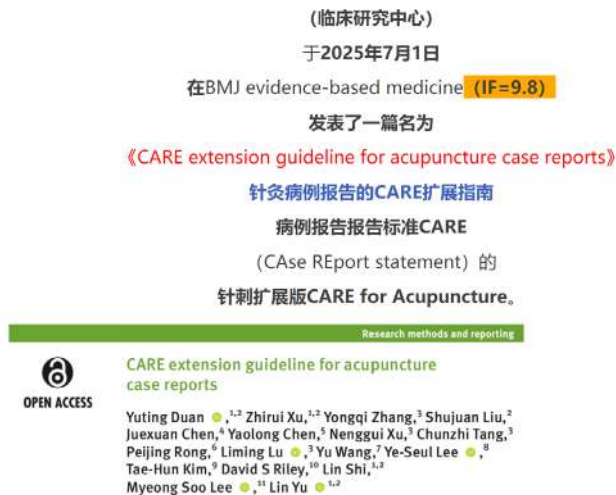 (临床研究中心)
于2025年7月1日
在BMJ evidence-based medicine (IF=9.8)
发表了一篇名为
《CARE extension guideline for acupuncture case reports》
针灸病例报告的CARE扩展指南
病例报告报告标准CARE
(CAse REport statement) 的
针刺扩展版CARE for Acupuncture。
Research methods and reporting
OPEN ACCESS
CARE extension guideline for acupuncture
case reports
Yuting Duan ,1,2 Zhirui Xu,1,2 Yongqi Zhang,3 Shujuan Liu,2
Juexuan Chen,4 Yaolong Chen,5 Nenggui Xu,3 Chunzhi Tang,3
Peijing Rong,6 Liming Lu ,3 Yu Wang,7 Ye-Seul Lee ,8
Tae-Hun Kim,9 David S Riley,10 Lin Shi,1,2
Myeong Soo Lee ,11 Lin Yu 1,2